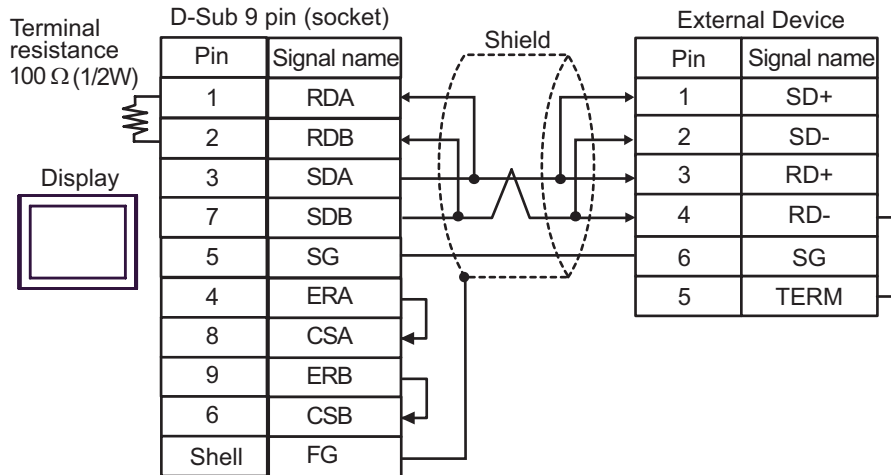 D-Sub 9 pin (socket)
External Device
Terminal
resistance
100 Ω (1/2W)
Shield
Display
Pin Signal name
1 RDA
2 RDB
3 SDA
7 SDB
5 SG
4 ERA
8 CSA
9 ERB
6 CSB
Shell FG
Pin Signal name
1 SD+
2 SD-
3 RD+
4 RD-
6 SG
5 TERM